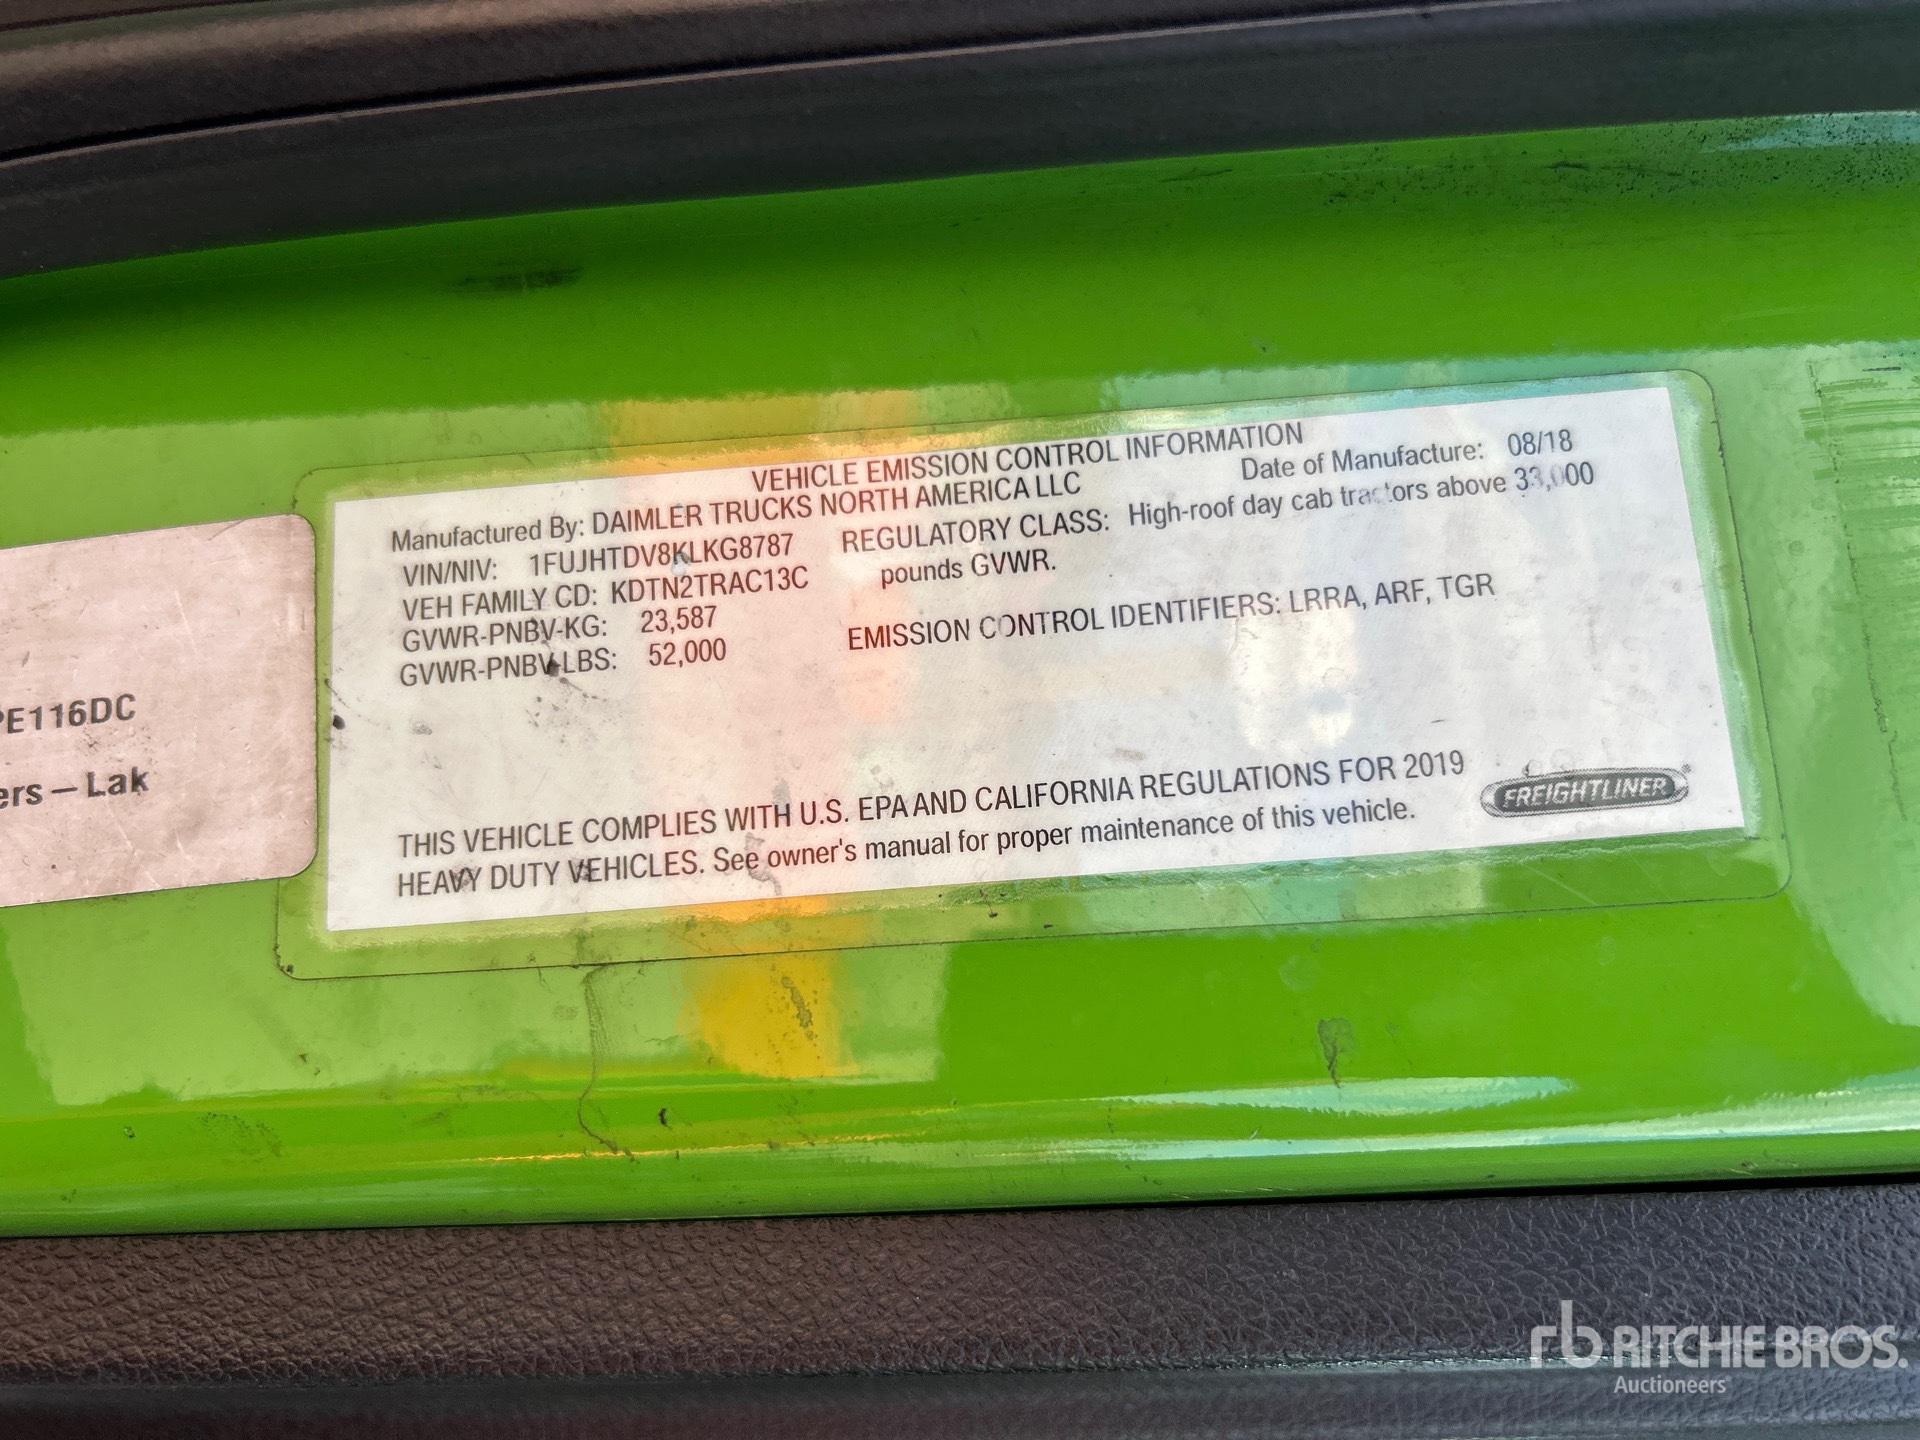 VEHICLE EMISSION CONTROL INFORMATION
Manufactured By: DAIMLER TRUCKS NORTH AMERICA LLC
Date of Manufacture: 08/18
VIN/NIV: 1FUJHTDV8KLKG8787
REGULATORY CLASS: High-roof day cab tractors above 33,000
pounds GVWR.
VEH FAMILY CD: KDTN2TRAC13C
GVWR-PNBV-KG: 23,587
EMISSION CONTROL IDENTIFIERS: LRRA, ARF, TGR
GVWR-PNBV-LBS: 52,000
THIS VEHICLE COMPLIES WITH U.S. EPA AND CALIFORNIA REGULATIONS FOR 2019
HEAVY DUTY VEHICLES. See owner's manual for proper maintenance of this vehicle.
FREIGHTLINER
PE116DC
ers – Lak
rb RITCHIE BROS.
Auctioneers